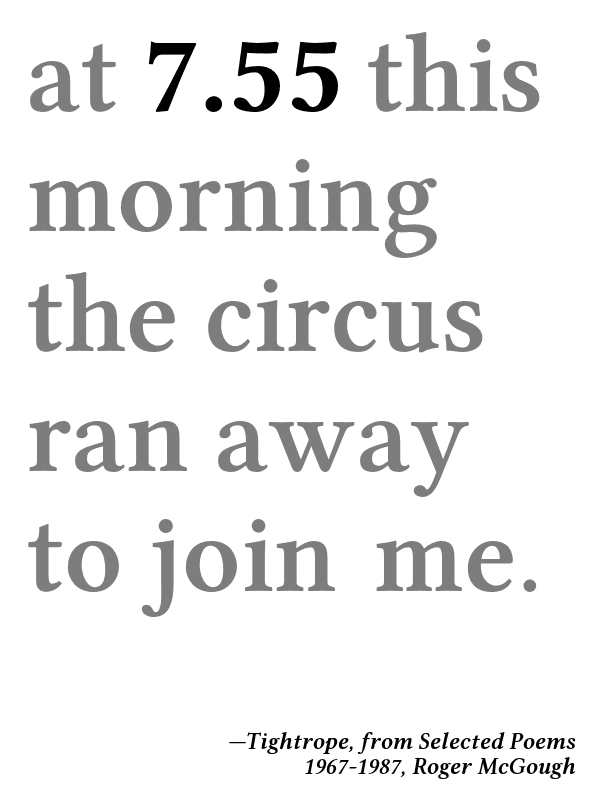 at 7.55 this
morning
the circus
ran away
to join me.
—Tightrope, from Selected Poems
1967-1987, Roger McGough